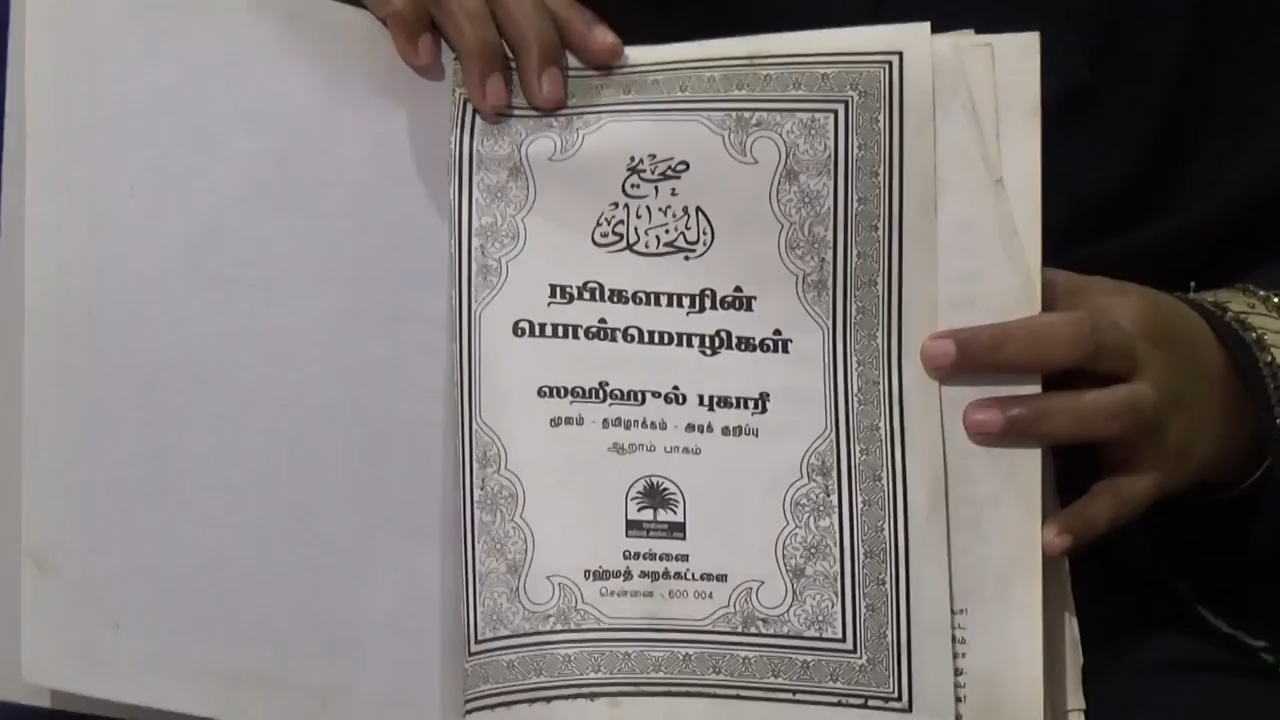 صحيح
البخاري
நபிகளாரின்
பொன்மொழிகள்
ஸஹீஹுல் புகாரீ
மூலம் - தமிழாக்கம் - அடிக் குறிப்பு
ஆறாம் பாகம்
சென்னை
ரஹ்மத் அறக்கட்டளை
சென்னை - 600 004